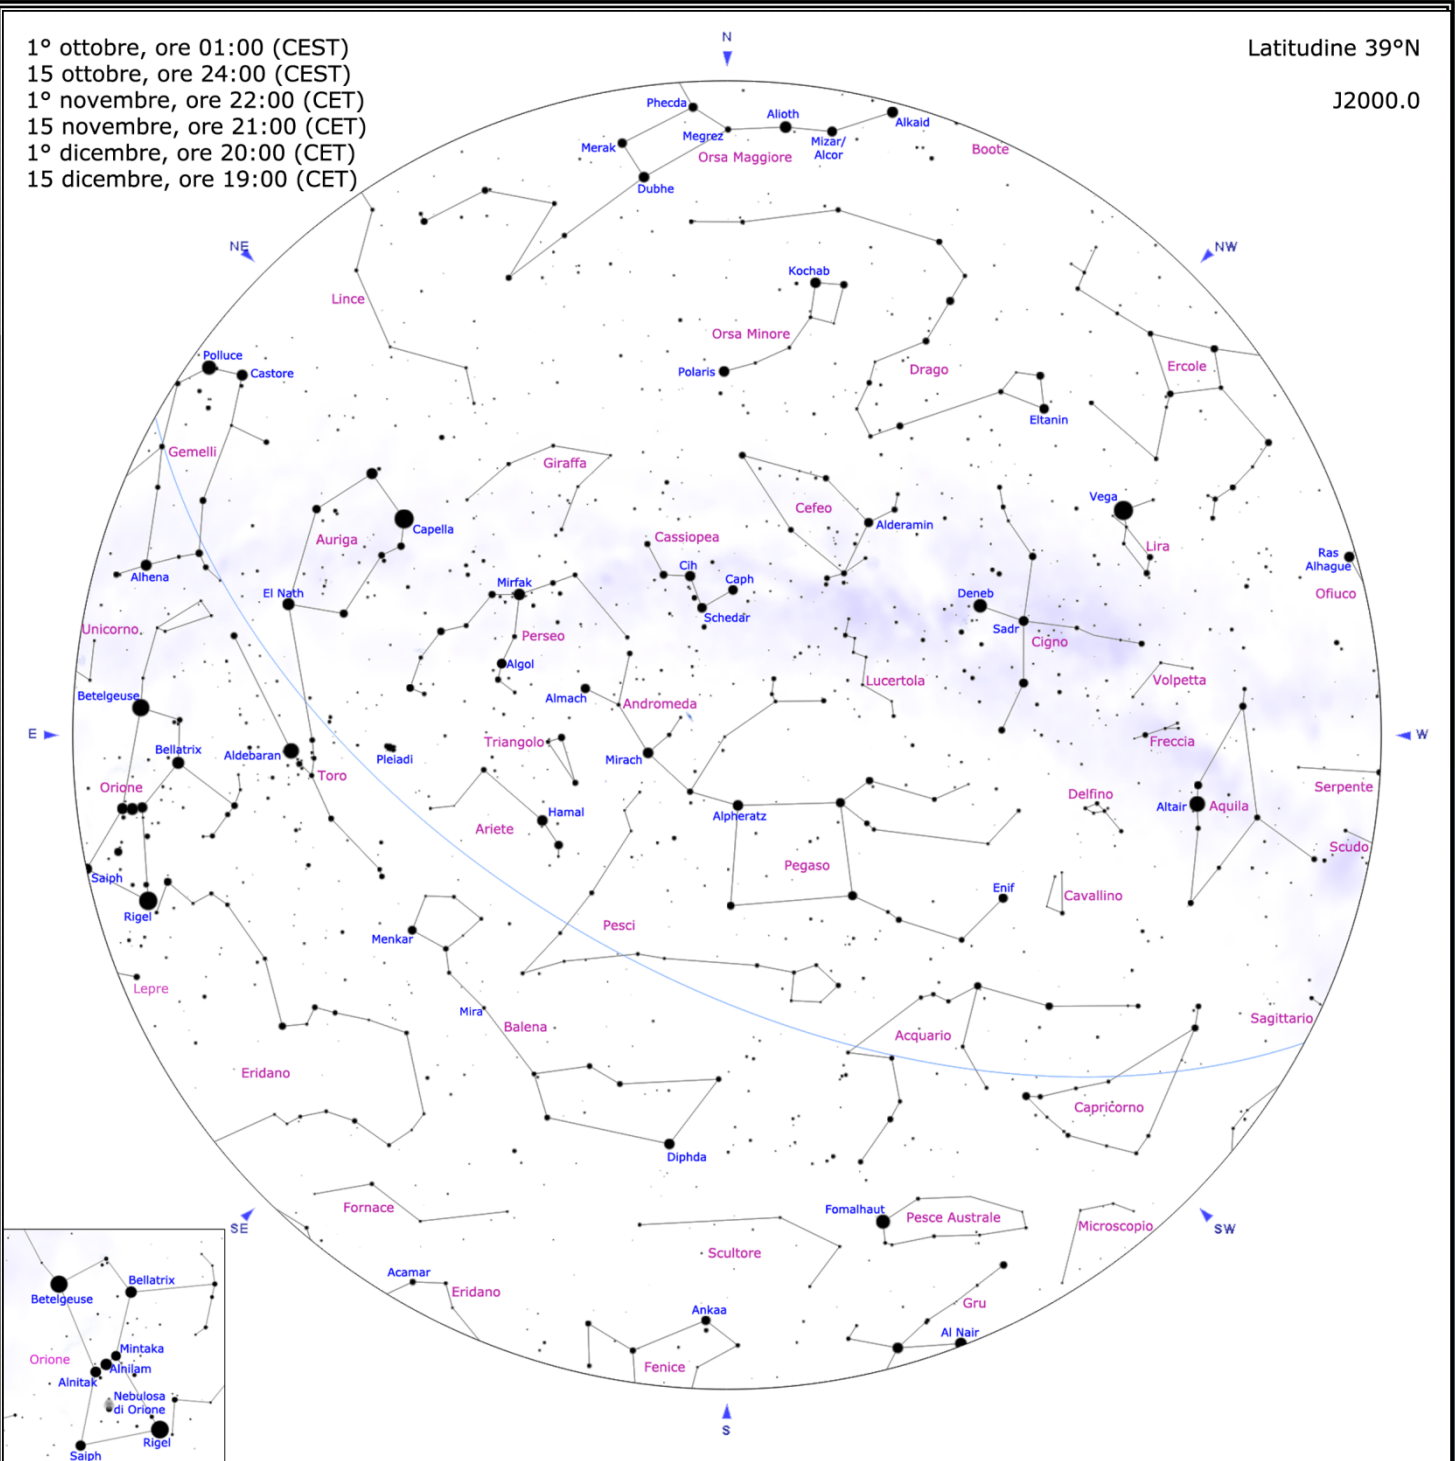 1° ottobre, ore 01:00 (CEST)
15 ottobre, ore 24:00 (CEST)
1° novembre, ore 22:00 (CET)
15 novembre, ore 21:00 (CET)
1° dicembre, ore 20:00 (CET)
15 dicembre, ore 19:00 (CET)
N
Latitudine 39°N
J2000.0
Phecda
Alioth
Alkaid
Megrez
Mizar/
Alcor
Merak
Orsa Maggiore
Boote
Dubhe
NE
NW
Kochab
Lince
Orsa Minore
Polluce
Castore
Polaris
Drago
Ercole
Eltanin
Gemelli
Giraffa
Vega
Cefeo
Alderamin
Capella
Auriga
Cassiopea
Lira
Ras
Alhague
Alhena
Cih
Caph
Mirfak
El Nath
Deneb
Ofiuco
Schedar
Unicorno
Perseo
Sadr
Cigno
Algol
Lucertola
Volpetta
Betelgeuse
Almach
Andromeda
E
W
Triangolo
Freccia
Bellatrix
Aldebaran
Pleiadi
Mirach
Toro
Orione
Delfino
Serpente
Hamal
Alpheratz
Altair
Aquila
Ariete
Scudo
Pegaso
Saiph
Enif
Cavallino
Rigel
Pesci
Menkar
Lepre
Mira
Balena
Acquario
Sagittario
Eridano
Capricorno
Diphda
Fornace
Fomalhaut
Pesce Australe
SE
Microscopio
SW
Scultore
Acamar
Eridano
Gru
Ankaa
Al Nair
Fenice
S
Bellatrix
Betelgeuse
Mintaka
Orione
Alnilam
Alnitak
Nebulosa
di Orione
Rigel
Saiph